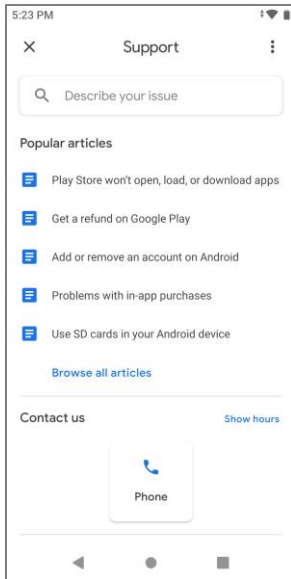 5:23 PM
Support
Describe your issue
Popular articles
Play Store won't open, load, or download apps
Get a refund on Google Play
Add or remove an account on Android
Problems with in-app purchases
Use SD cards in your Android device
Browse all articles
Contact us
Show hours
Phone